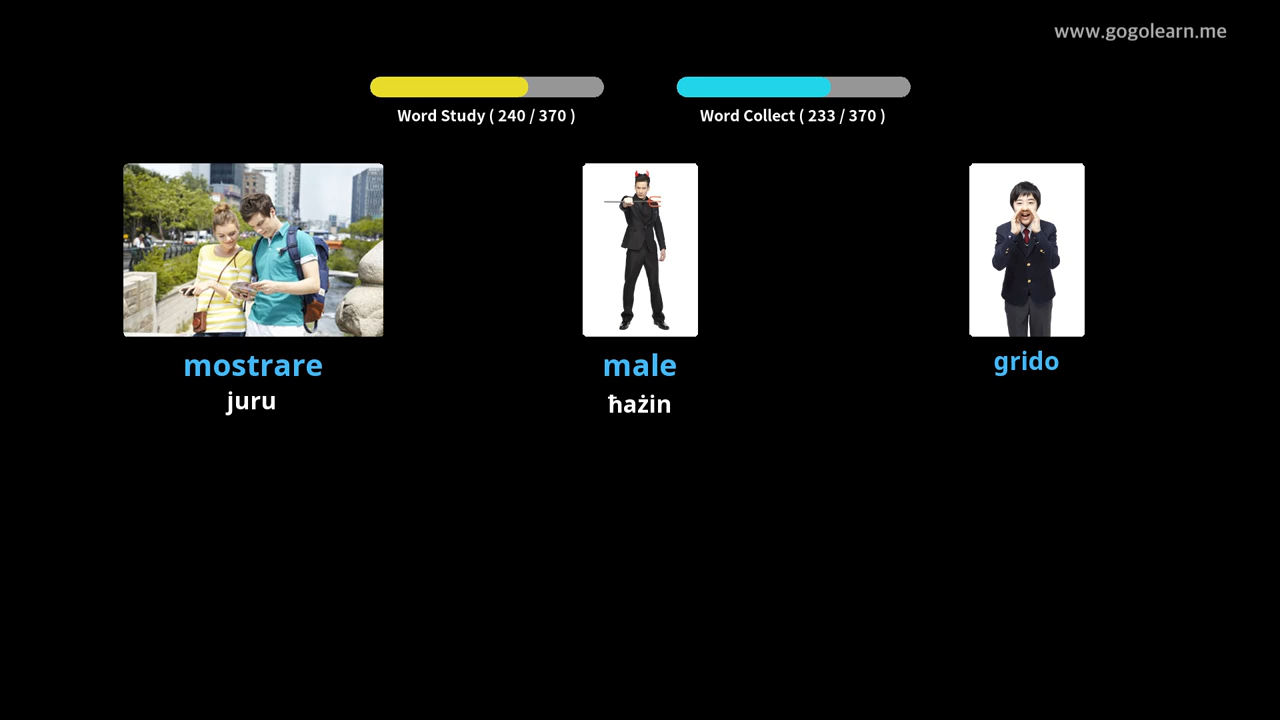 www.gogolearn.me
Word Study ( 240 / 370 )
Word Collect ( 233 / 370 )
mostrare
juru
male
ħażin
grido